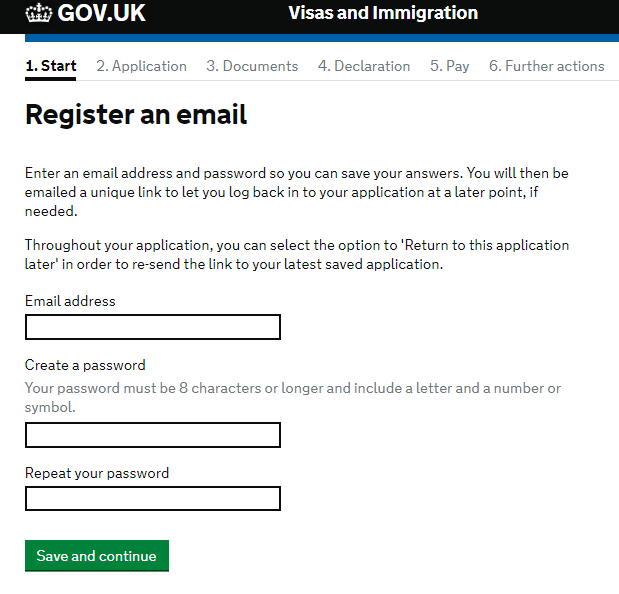 GOV.UK Visas and Immigration
1. Start 2. Application 3. Documents 4. Declaration 5. Pay 6. Further actions
Register an email
Enter an email address and password so you can save your answers. You will then be
emailed a unique link to let you log back in to your application at a later point, if
needed.
Throughout your application, you can select the option to 'Return to this application
later' in order to re-send the link to your latest saved application.
Email address
Create a password
Your password must be 8 characters or longer and include a letter and a number or
symbol.
Repeat your password
Save and continue